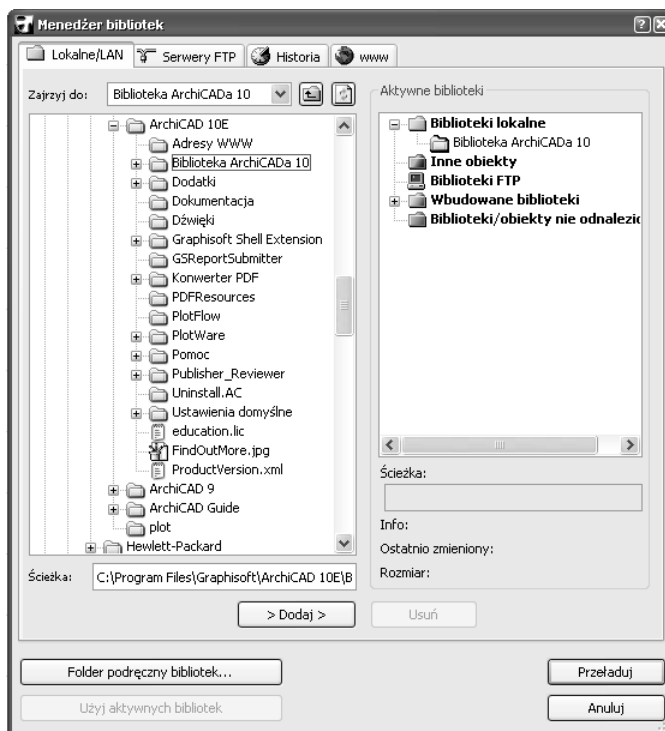 Menedżer bibliotek
Lokalne/LAN Serwery FTP Historia www
Zajrzyj do: Biblioteka ArchiCADa 10
ArchiCAD 10E
Adresy WWW
Biblioteka ArchiCADa 10
Dodatki
Dokumentacja
Dźwięki
Graphisoft Shell Extension
GSReportSubmitter
Konwerter PDF
PDFResources
PlotFlow
PlotWare
Pomoc
Publisher_Reviewer
Uninstall.AC
Ustawienia domyślne
education.lic
FindOutMore.jpg
ProductVersion.xml
ArchiCAD 9
ArchiCAD Guide
plot
Hewlett-Packard
Ścieżka: C:\Program Files\Graphisoft\ArchiCAD 10E\B
> Dodaj >
Aktywne biblioteki
Biblioteki lokalne
Biblioteka ArchiCADa 10
Inne obiekty
Biblioteki FTP
Wbudowane biblioteki
Biblioteki/obiekty nie odnalezio
Ścieżka:
Info:
Ostatnio zmieniony:
Rozmiar:
Usuń
Folder podręczny bibliotek...
Przeładuj
Użyj aktywnych bibliotek
Anuluj